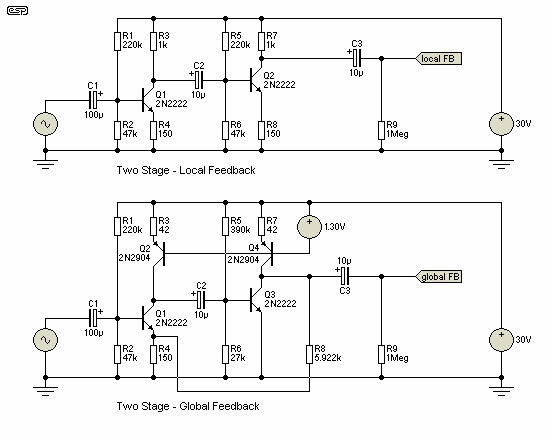 esp
R1 220k
R3 1k
R5 220k
R7 1k
C3
+
10µ
local FB
C2
+
10µ
Q2
2N2222
C1
+
100µ
Q1
2N2222
R2 47k
R4 150
R6 47k
R8 150
R9 1Meg
+
30V
Two Stage - Local Feedback
R1 220k
R3 42
R5 390k
R7 42
+
1.30V
Q2
2N2904
Q4
2N2904
10µ
+
C3
global FB
C2
+
10µ
Q3
2N2222
C1
+
100µ
Q1
2N2222
R2 47k
R4 150
R6 27k
R8 5.922k
R9 1Meg
+
30V
Two Stage - Global Feedback